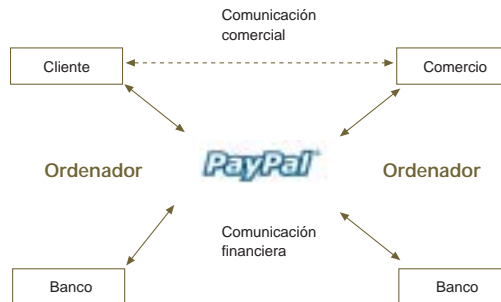 Comunicación
comercial
Cliente
Comercio
Ordenador
PayPal
Ordenador
Comunicación
financiera
Banco
Banco